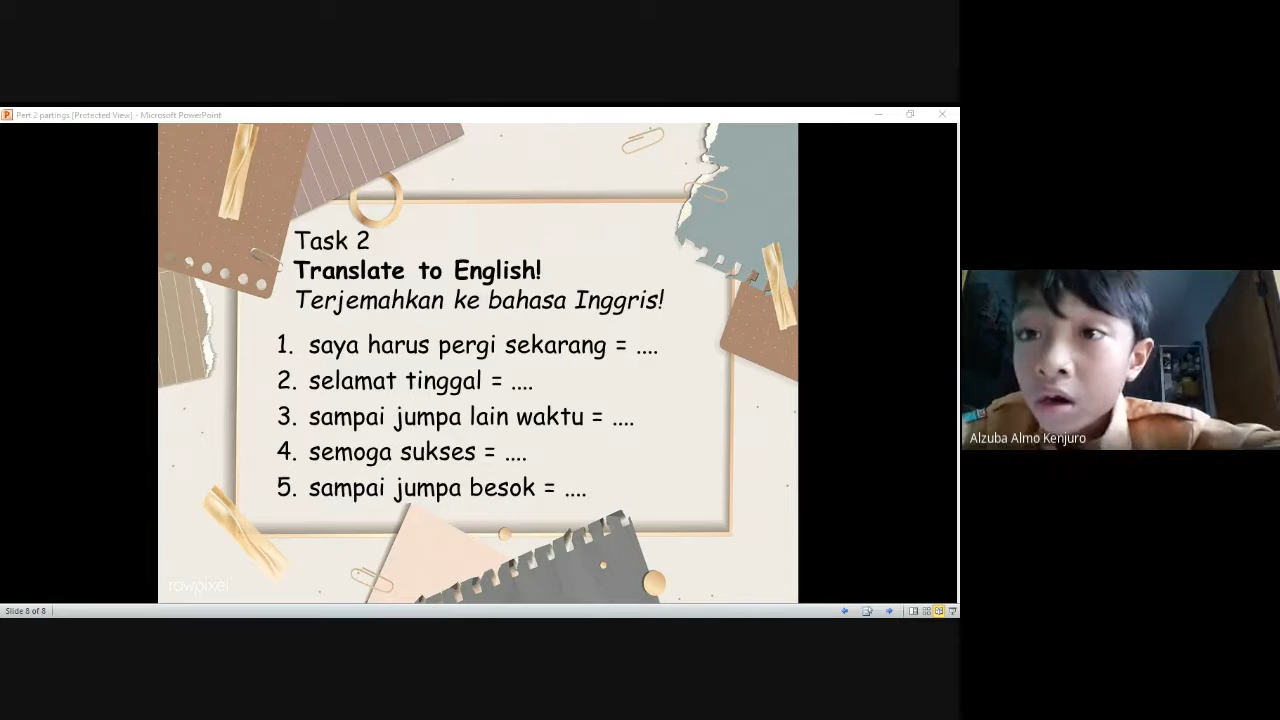 Pert 2 partings [Protected View] - Microsoft PowerPoint
Task 2
Translate to English!
Terjemahkan ke bahasa Inggris!
1. saya harus pergi sekarang = ....
2. selamat tinggal = ....
3. sampai jumpa lain waktu = ....
4. semoga sukses = ....
5. sampai jumpa besok = ....
rawpixel
Slide 8 of 8
Alzuba Almo Kenjuro